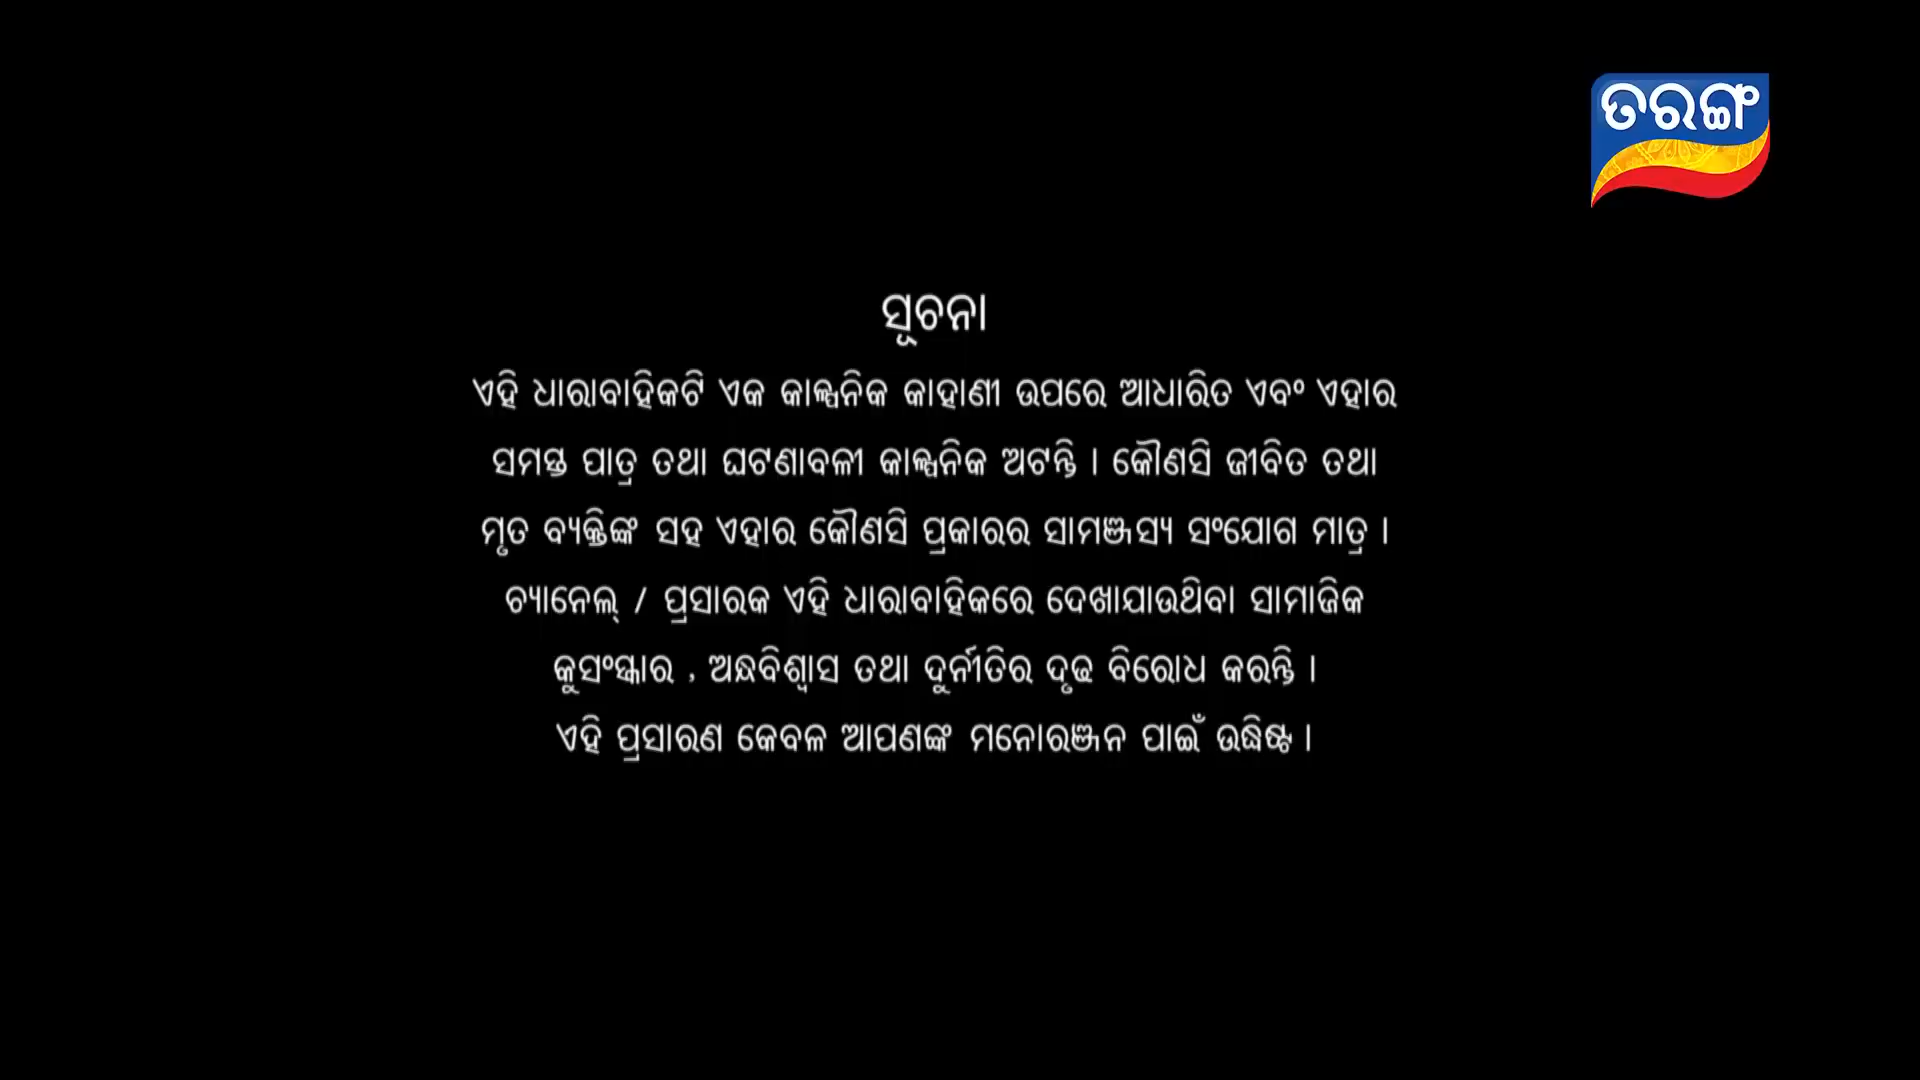 ତରଙ୍ଗ
ସୂଚନା
ଏହି ଧାରାବାହିକଟି ଏକ କାଳ୍ପନିକ କାହାଣୀ ଉପରେ ଆଧାରିତ ଏବଂ ଏହାର
ସମସ୍ତ ପାତ୍ର ତଥା ଘଟଣାବଳୀ କାଳ୍ପନିକ ଅଟନ୍ତି । କୌଣସି ଜୀବିତ ତଥା
ମୃତ ବ୍ୟକ୍ତିଙ୍କ ସହ ଏହାର କୌଣସି ପ୍ରକାରର ସାମଞ୍ଜସ୍ୟ ସଂଯୋଗ ମାତ୍ର ।
ଚ୍ୟାନେଲ୍ / ପ୍ରସାରକ ଏହି ଧାରାବାହିକରେ ଦେଖାଯାଉଥିବା ସାମାଜିକ
କୁସଂସ୍କାର , ଅନ୍ଧବିଶ୍ୱାସ ତଥା ଦୁର୍ନୀତିର ଦୃଢ ବିରୋଧ କରନ୍ତି ।
ଏହି ପ୍ରସାରଣ କେବଳ ଆପଣଙ୍କ ମନୋରଞ୍ଜନ ପାଇଁ ଉଦ୍ଧିଷ୍ଟ ।